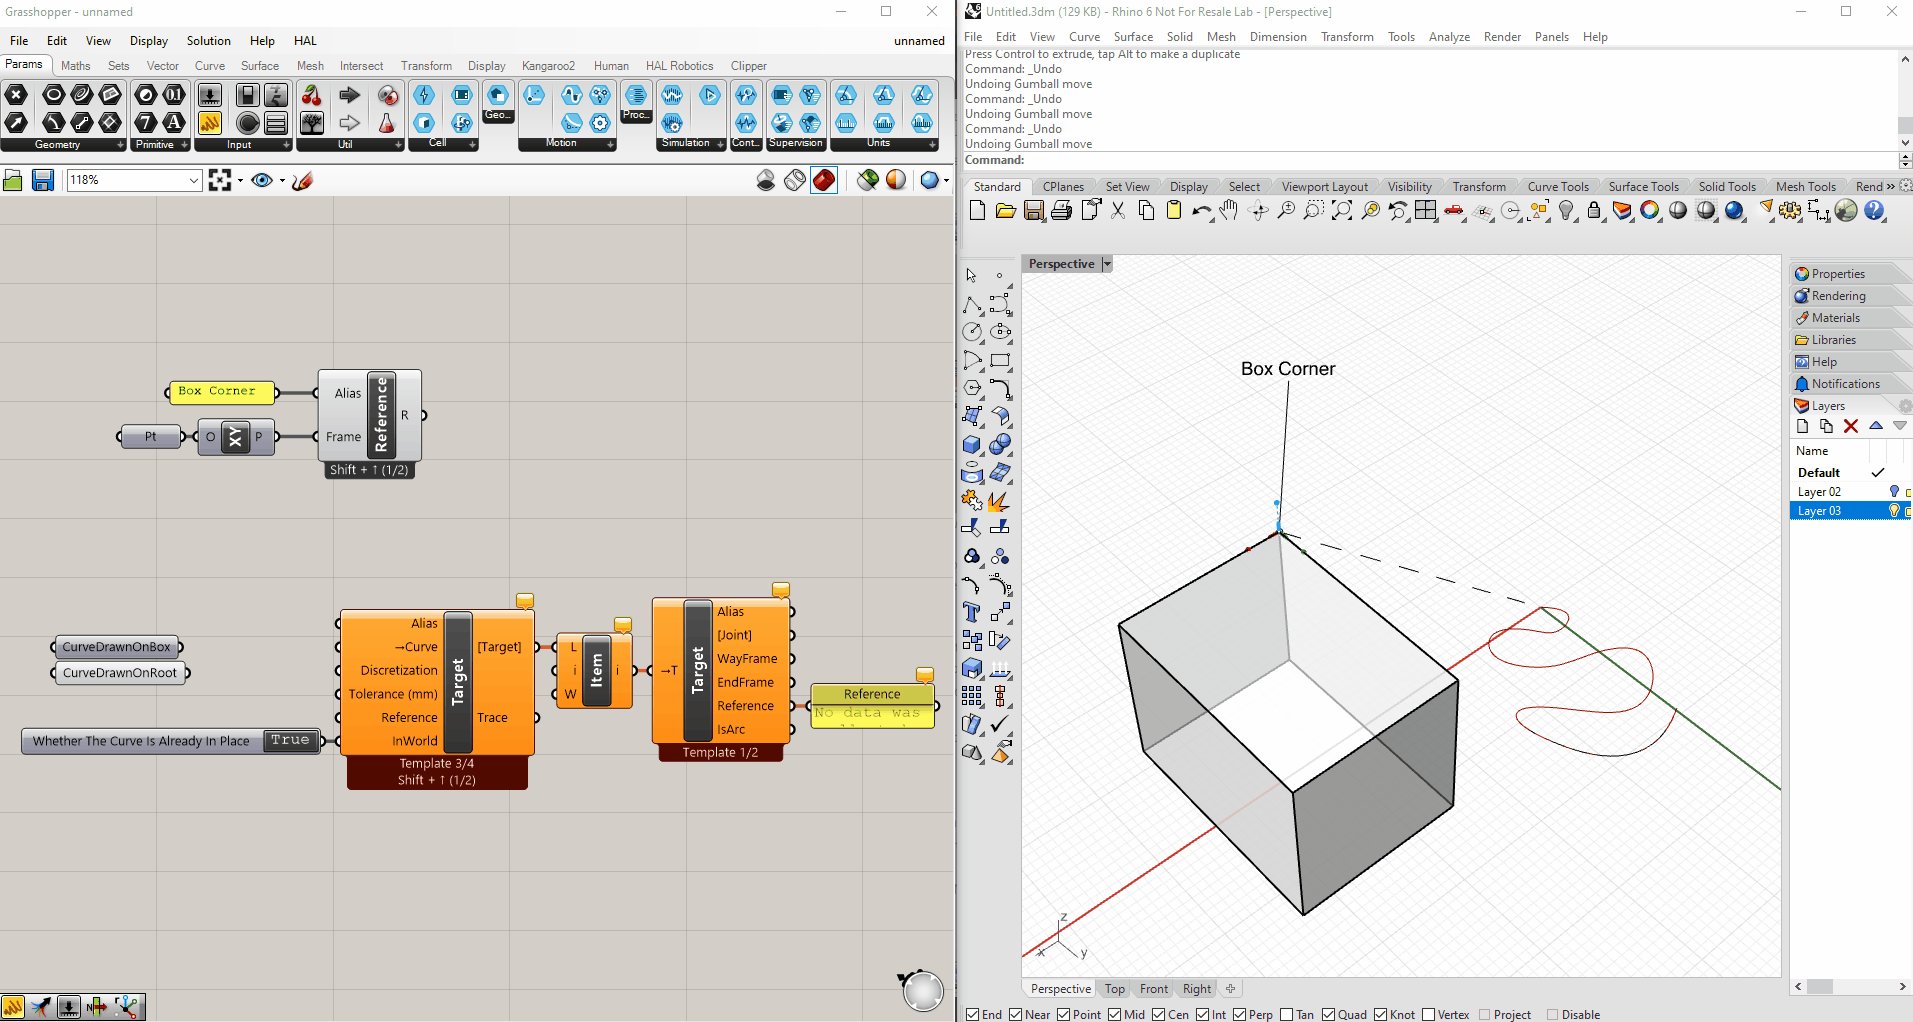 Grasshopper - unnamed
File Edit View Display Solution Help HAL unnamed
Params Maths Sets Vector Curve Surface Mesh Intersect Transform Display Kangaroo2 Human HAL Robotics Clipper
Geometry Primitive Input Util Cell Geo... Motion Proc... Simulation Cont... Supervision Units
118%
Box Corner
Alias
Frame
Reference
R
Pt
O XY P
Shift + ↑ (1/2)
CurveDrawnOnBox
CurveDrawnOnRoot
Whether The Curve Is Already In Place True
Alias
→Curve
Discretization
Tolerance (mm)
Reference
InWorld
Target
[Target]
Trace
Template 3/4
Shift + ↑ (1/2)
L
i
W
Item
i
→T
Target
Alias
[Joint]
WayFrame
EndFrame
Reference
IsArc
Template 1/2
Reference
No data was
Untitled.3dm (129 KB) - Rhino 6 Not For Resale Lab - [Perspective]
File Edit View Curve Surface Solid Mesh Dimension Transform Tools Analyze Render Panels Help
Press Control to extrude, tap Alt to make a duplicate
Command: _Undo
Undoing Gumball move
Command: _Undo
Undoing Gumball move
Command: _Undo
Undoing Gumball move
Command:
Standard CPlanes Set View Display Select Viewport Layout Visibility Transform Curve Tools Surface Tools Solid Tools Mesh Tools Rend »
Perspective
Box Corner
z
x
y
Properties
Rendering
Materials
Libraries
Help
Notifications
Layers
Name
Default
Layer 02
Layer 03
Perspective Top Front Right
End Near Point Mid Cen Int Perp Tan Quad Knot Vertex Project Disable